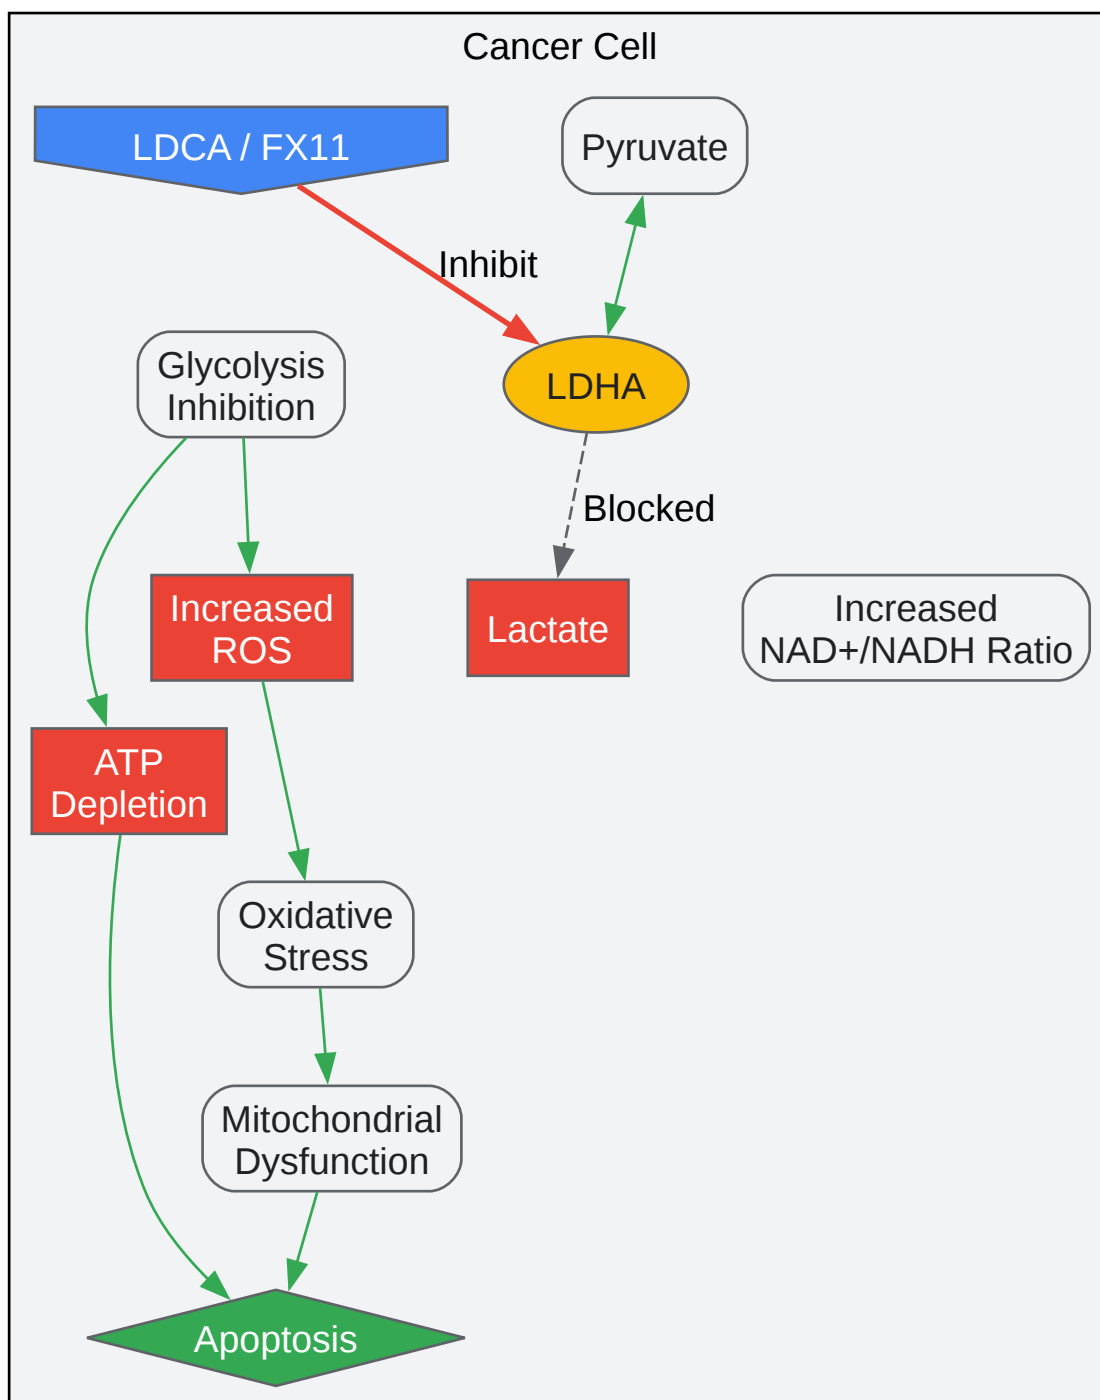 Cancer Cell
LDCA / FX11
Pyruvate
Inhibit
Glycolysis
Inhibition
LDHA
Blocked
Increased
ROS
Lactate
Increased
NAD+/NADH Ratio
ATP
Depletion
Oxidative
Stress
Mitochondrial
Dysfunction
Apoptosis